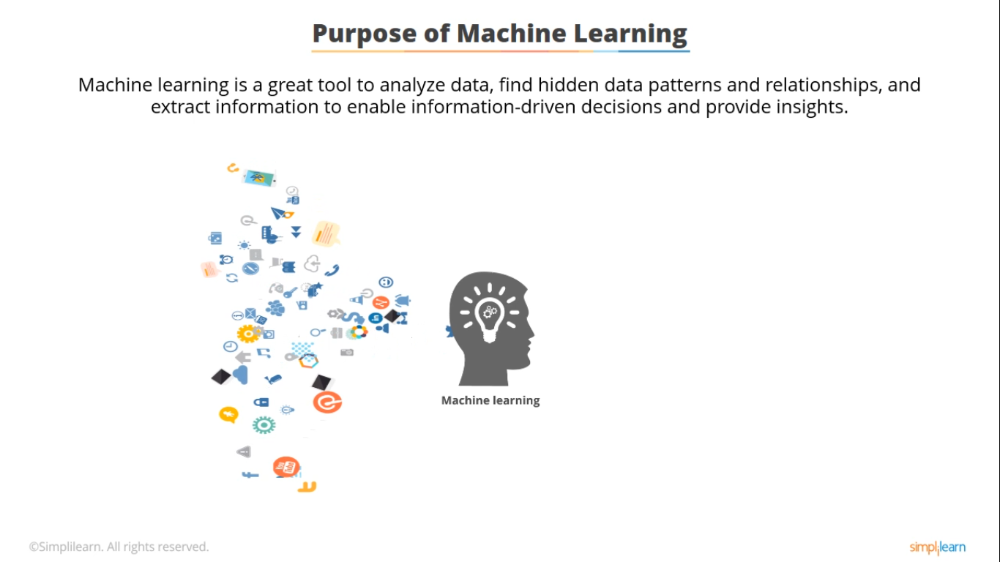 Purpose of Machine Learning
Machine learning is a great tool to analyze data, find hidden data patterns and relationships, and
extract information to enable information-driven decisions and provide insights.
Machine learning
©Simplilearn. All rights reserved.
simplilearn